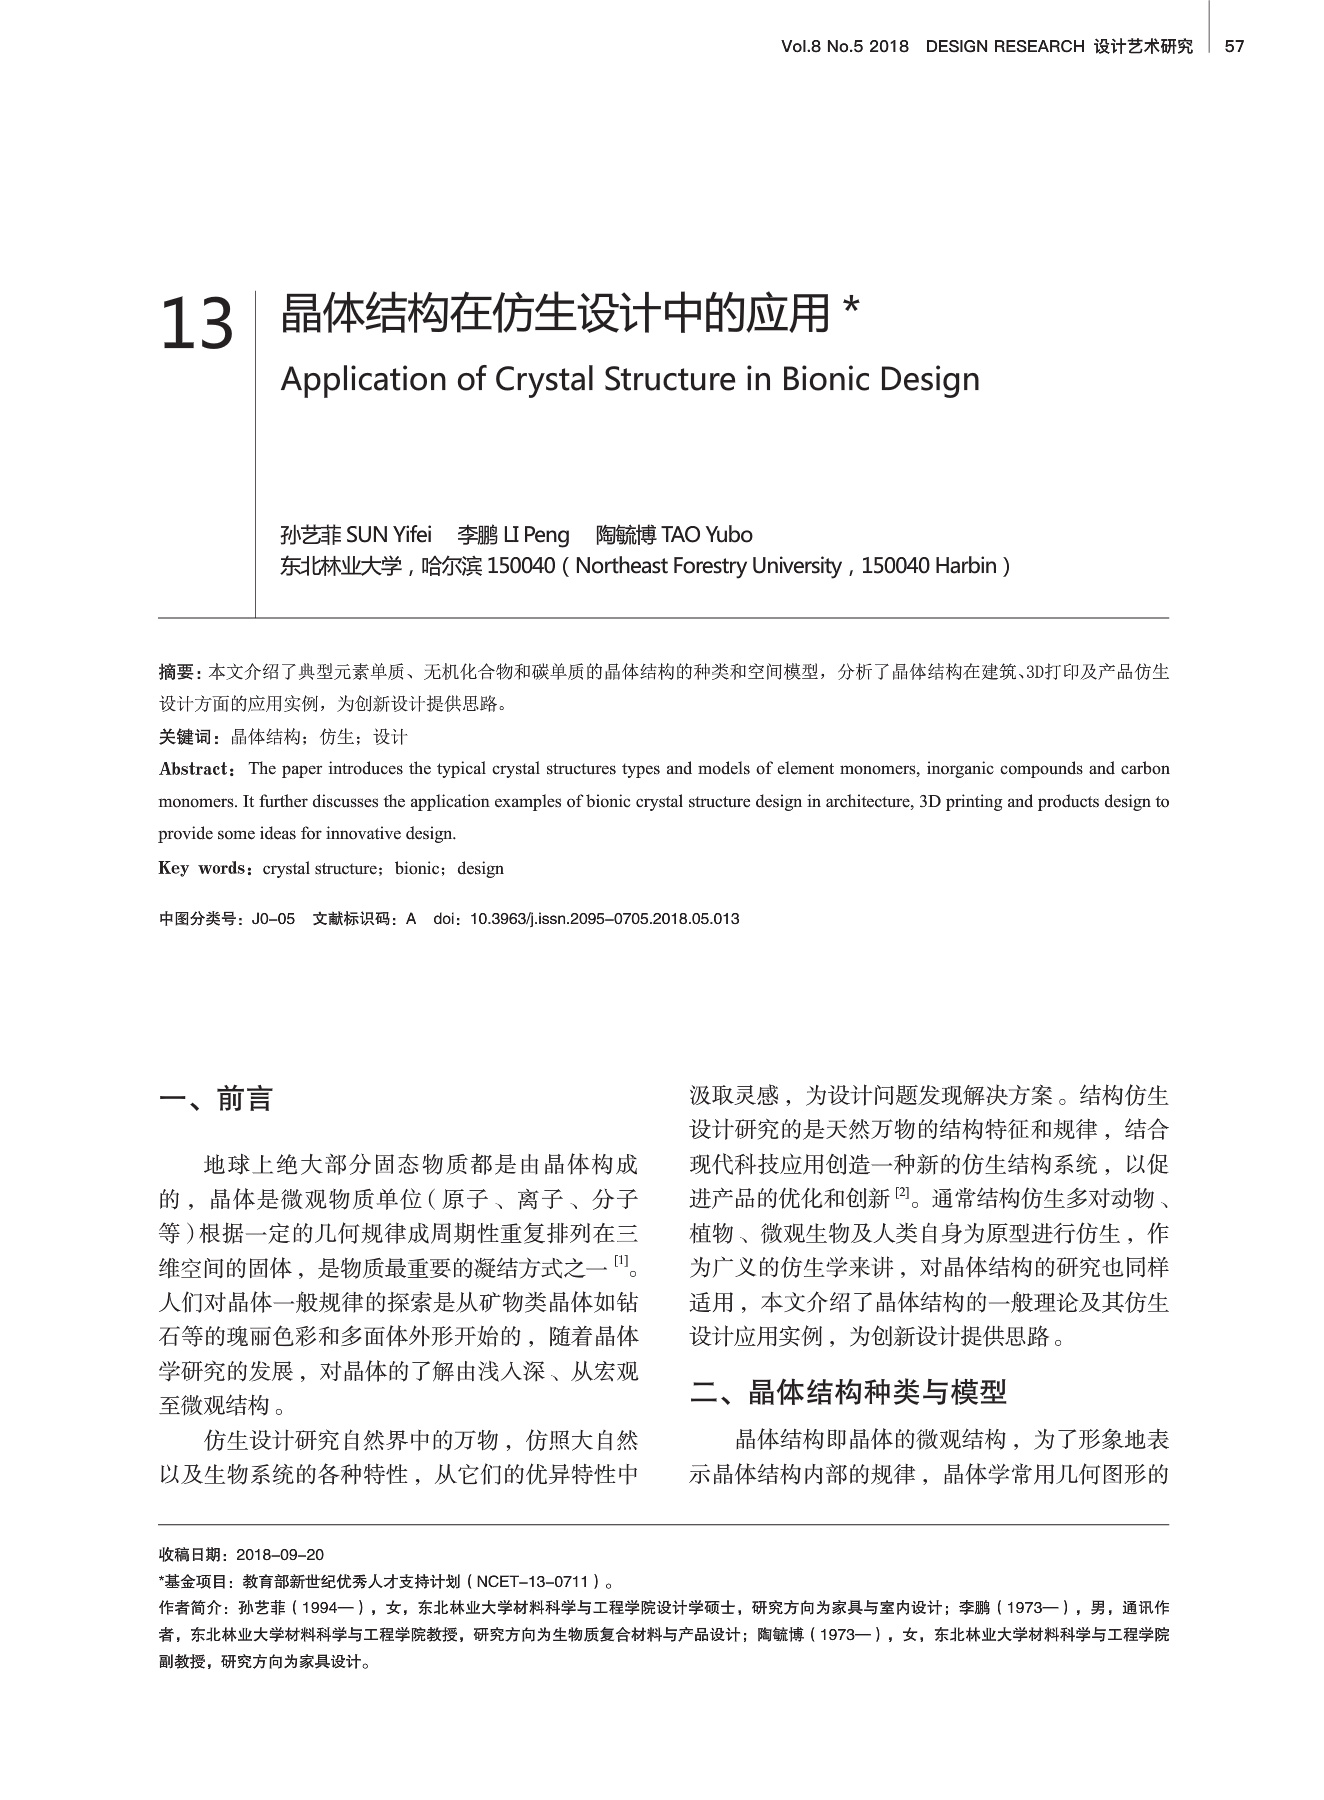 Vol.8 No.5 2018 DESIGN RESEARCH 设计艺术研究 57
13
晶体结构在仿生设计中的应用 *
Application of Crystal Structure in Bionic Design
孙艺菲 SUN Yifei 李鹏 LI Peng 陶毓博 TAO Yubo
东北林业大学，哈尔滨 150040（Northeast Forestry University，150040 Harbin）
摘要：本文介绍了典型元素单质、无机化合物和碳单质的晶体结构的种类和空间模型，分析了晶体结构在建筑、3D打印及产品仿生
设计方面的应用实例，为创新设计提供思路。
关键词：晶体结构；仿生；设计
Abstract：The paper introduces the typical crystal structures types and models of element monomers, inorganic compounds and carbon
monomers. It further discusses the application examples of bionic crystal structure design in architecture, 3D printing and products design to
provide some ideas for innovative design.
Key words：crystal structure；bionic；design
中图分类号：J0-05 文献标识码：A doi：10.3963/j.issn.2095-0705.2018.05.013
一、前言
地球上绝大部分固态物质都是由晶体构成
的，晶体是微观物质单位（原子、离子、分子
等）根据一定的几何规律成周期性重复排列在三
维空间的固体，是物质最重要的凝结方式之一[1]。
人们对晶体一般规律的探索是从矿物类晶体如钻
石等的瑰丽色彩和多面体外形开始的，随着晶体
学研究的发展，对晶体的了解由浅入深、从宏观
至微观结构。
仿生设计研究自然界中的万物，仿照大自然
以及生物系统的各种特性，从它们的优异特性中
汲取灵感，为设计问题发现解决方案。结构仿生
设计研究的是天然万物的结构特征和规律，结合
现代科技应用创造一种新的仿生结构系统，以促
进产品的优化和创新[2]。通常结构仿生多对动物、
植物、微观生物及人类自身为原型进行仿生，作
为广义的仿生学来讲，对晶体结构的研究也同样
适用，本文介绍了晶体结构的一般理论及其仿生
设计应用实例，为创新设计提供思路。
二、晶体结构种类与模型
晶体结构即晶体的微观结构，为了形象地表
示晶体结构内部的规律，晶体学常用几何图形的
收稿日期：2018-09-20
*基金项目：教育部新世纪优秀人才支持计划（NCET-13-0711）。
作者简介：孙艺菲（1994—），女，东北林业大学材料科学与工程学院设计学硕士，研究方向为家具与室内设计；李鹏（1973—），男，通讯作
者，东北林业大学材料科学与工程学院教授，研究方向为生物质复合材料与产品设计；陶毓博（1973—），女，东北林业大学材料科学与工程学院
副教授，研究方向为家具设计。